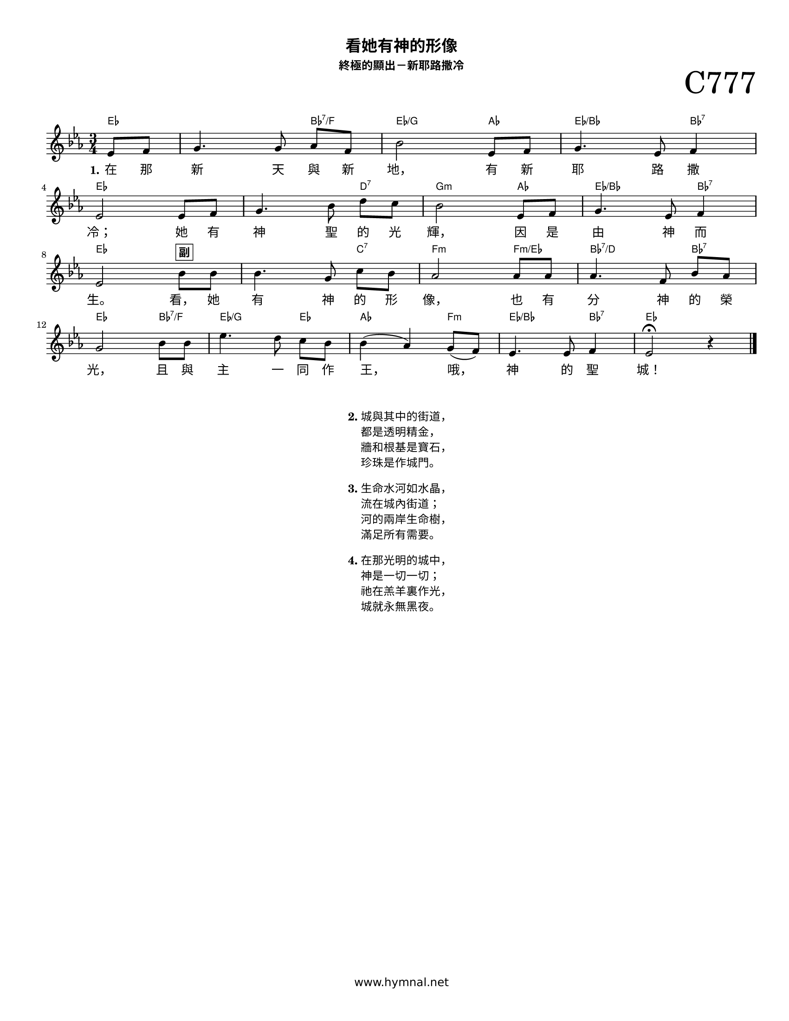 看她有神的形像
終極的顯出－新耶路撒冷
C777
E♭ B♭7/F E♭/G A♭ E♭/B♭ B♭7
3/4
1. 在 那 新 天 與 新 地， 有 新 耶 路 撒
4 E♭ D7 Gm A♭ E♭/B♭ B♭7
冷； 她 有 神 聖 的 光 輝， 因 是 由 神 而
8 E♭ 副 C7 Fm Fm/E♭ B♭7/D B♭7
生。 看， 她 有 神 的 形 像， 也 有 分 神 的 榮
12 E♭ B♭7/F E♭/G E♭ A♭ Fm E♭/B♭ B♭7 E♭
光， 且 與 主 一 同 作 王， 哦， 神 的 聖 城！
2. 城與其中的街道，
都是透明精金，
牆和根基是寶石，
珍珠是作城門。
3. 生命水河如水晶，
流在城內街道；
河的兩岸生命樹，
滿足所有需要。
4. 在那光明的城中，
神是一切一切；
祂在羔羊裏作光，
城就永無黑夜。
www.hymnal.net